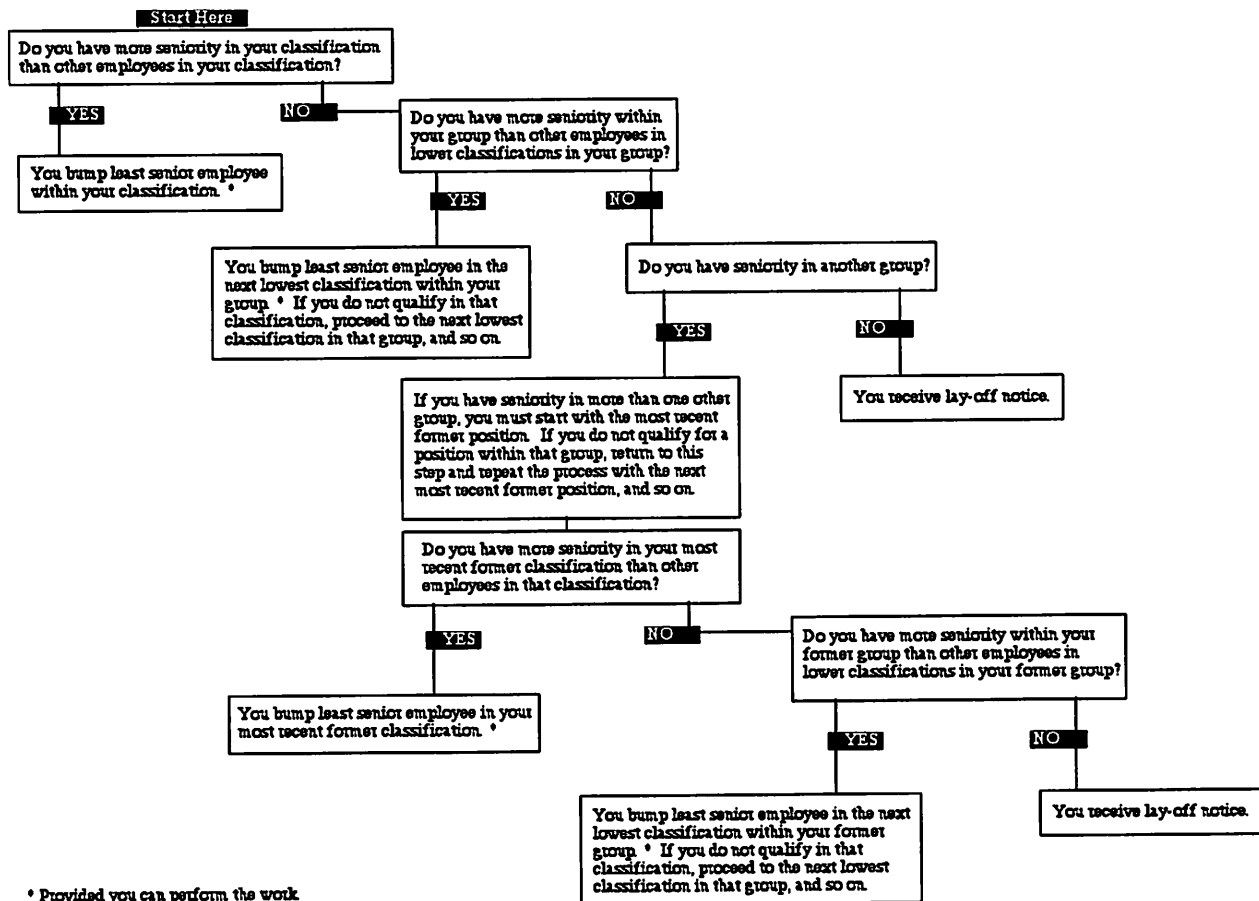 Start Here
Do you have more seniority in your classification
than other employees in your classification?
YES
NO
Do you have more seniority within
your group than other employees in
lower classifications in your group?
You bump least senior employee
within your classification. *
YES
NO
You bump least senior employee in the
next lowest classification within your
group. * If you do not qualify in that
classification, proceed to the next lowest
classification in that group, and so on.
Do you have seniority in another group?
YES
NO
If you have seniority in more than one other
group, you must start with the most recent
former position. If you do not qualify for a
position within that group, return to this
step and repeat the process with the next
most recent former position, and so on.
You receive lay-off notice.
Do you have more seniority in your most
recent former classification than other
employees in that classification?
YES
NO
Do you have more seniority within your
former group than other employees in
lower classifications in your former group?
You bump least senior employee in your
most recent former classification. *
YES
NO
You bump least senior employee in the next
lowest classification within your former
group. * If you do not qualify in that
classification, proceed to the next lowest
classification in that group, and so on.
You receive lay-off notice.
* Provided you can perform the work